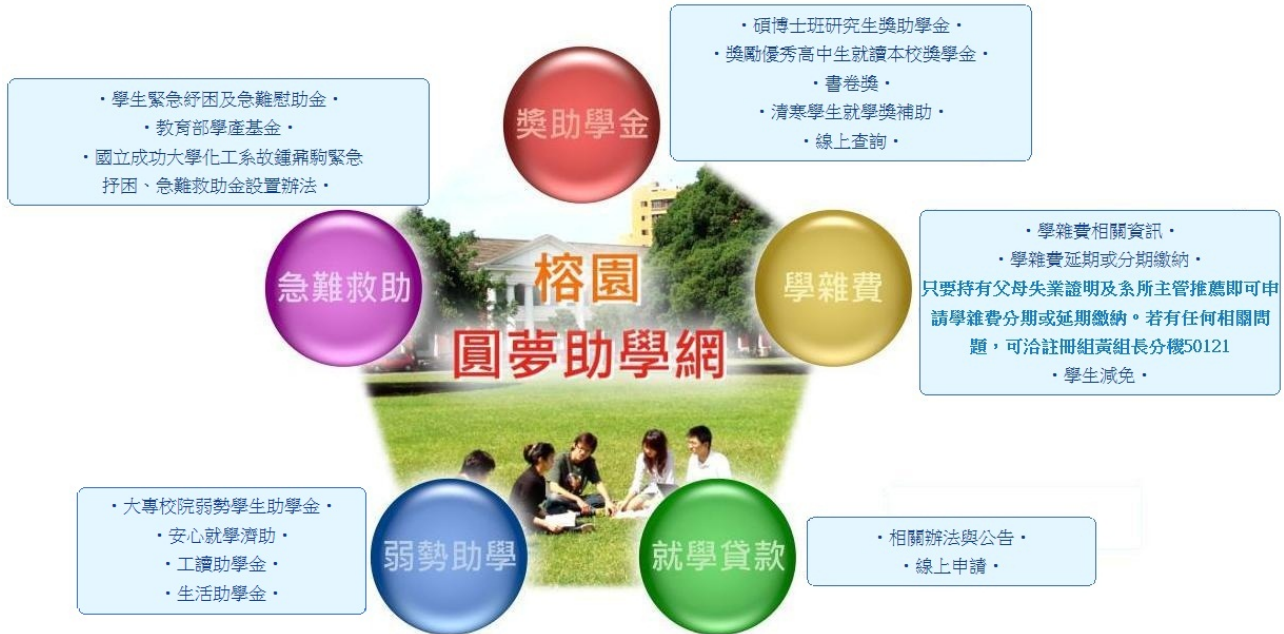 獎助學金
・碩博士班研究生獎助學金・
・獎勵優秀高中生就讀本校獎學金・
・書卷獎・
・清寒學生就學獎補助・
・線上查詢・
・學生緊急紓困及急難慰助金・
・教育部學產基金・
・國立成功大學化工系故鍾鼐駒緊急
抒困、急難救助金設置辦法・
急難救助
榕園
圓夢助學網
學雜費
・學雜費相關資訊・
・學雜費延期或分期繳納・
只要持有父母失業證明及系所主管推薦即可申
請學雜費分期或延期繳納。若有任何相關問
題，可洽註冊組黃組長分機50121
・學生減免・
・大專校院弱勢學生助學金・
・安心就學濟助・
・工讀助學金・
・生活助學金・
弱勢助學
就學貸款
・相關辦法與公告・
・線上申請・